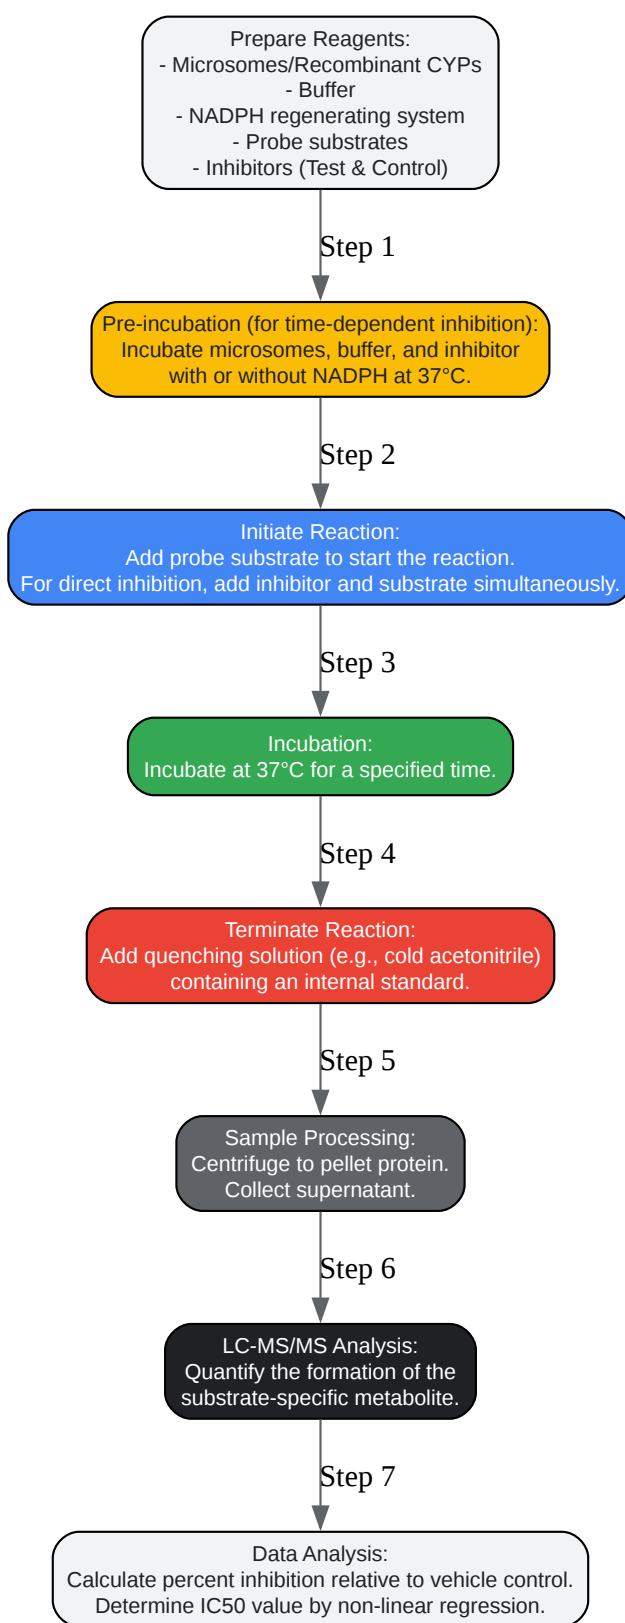 Prepare Reagents:
- Microsomes/Recombinant CYPs
- Buffer
- NADPH regenerating system
- Probe substrates
- Inhibitors (Test & Control)
Step 1
Pre-incubation (for time-dependent inhibition):
Incubate microsomes, buffer, and inhibitor
with or without NADPH at 37°C.
Step 2
Initiate Reaction:
Add probe substrate to start the reaction.
For direct inhibition, add inhibitor and substrate simultaneously.
Step 3
Incubation:
Incubate at 37°C for a specified time.
Step 4
Terminate Reaction:
Add quenching solution (e.g., cold acetonitrile)
containing an internal standard.
Step 5
Sample Processing:
Centrifuge to pellet protein.
Collect supernatant.
Step 6
LC-MS/MS Analysis:
Quantify the formation of the
substrate-specific metabolite.
Step 7
Data Analysis:
Calculate percent inhibition relative to vehicle control.
Determine IC50 value by non-linear regression.